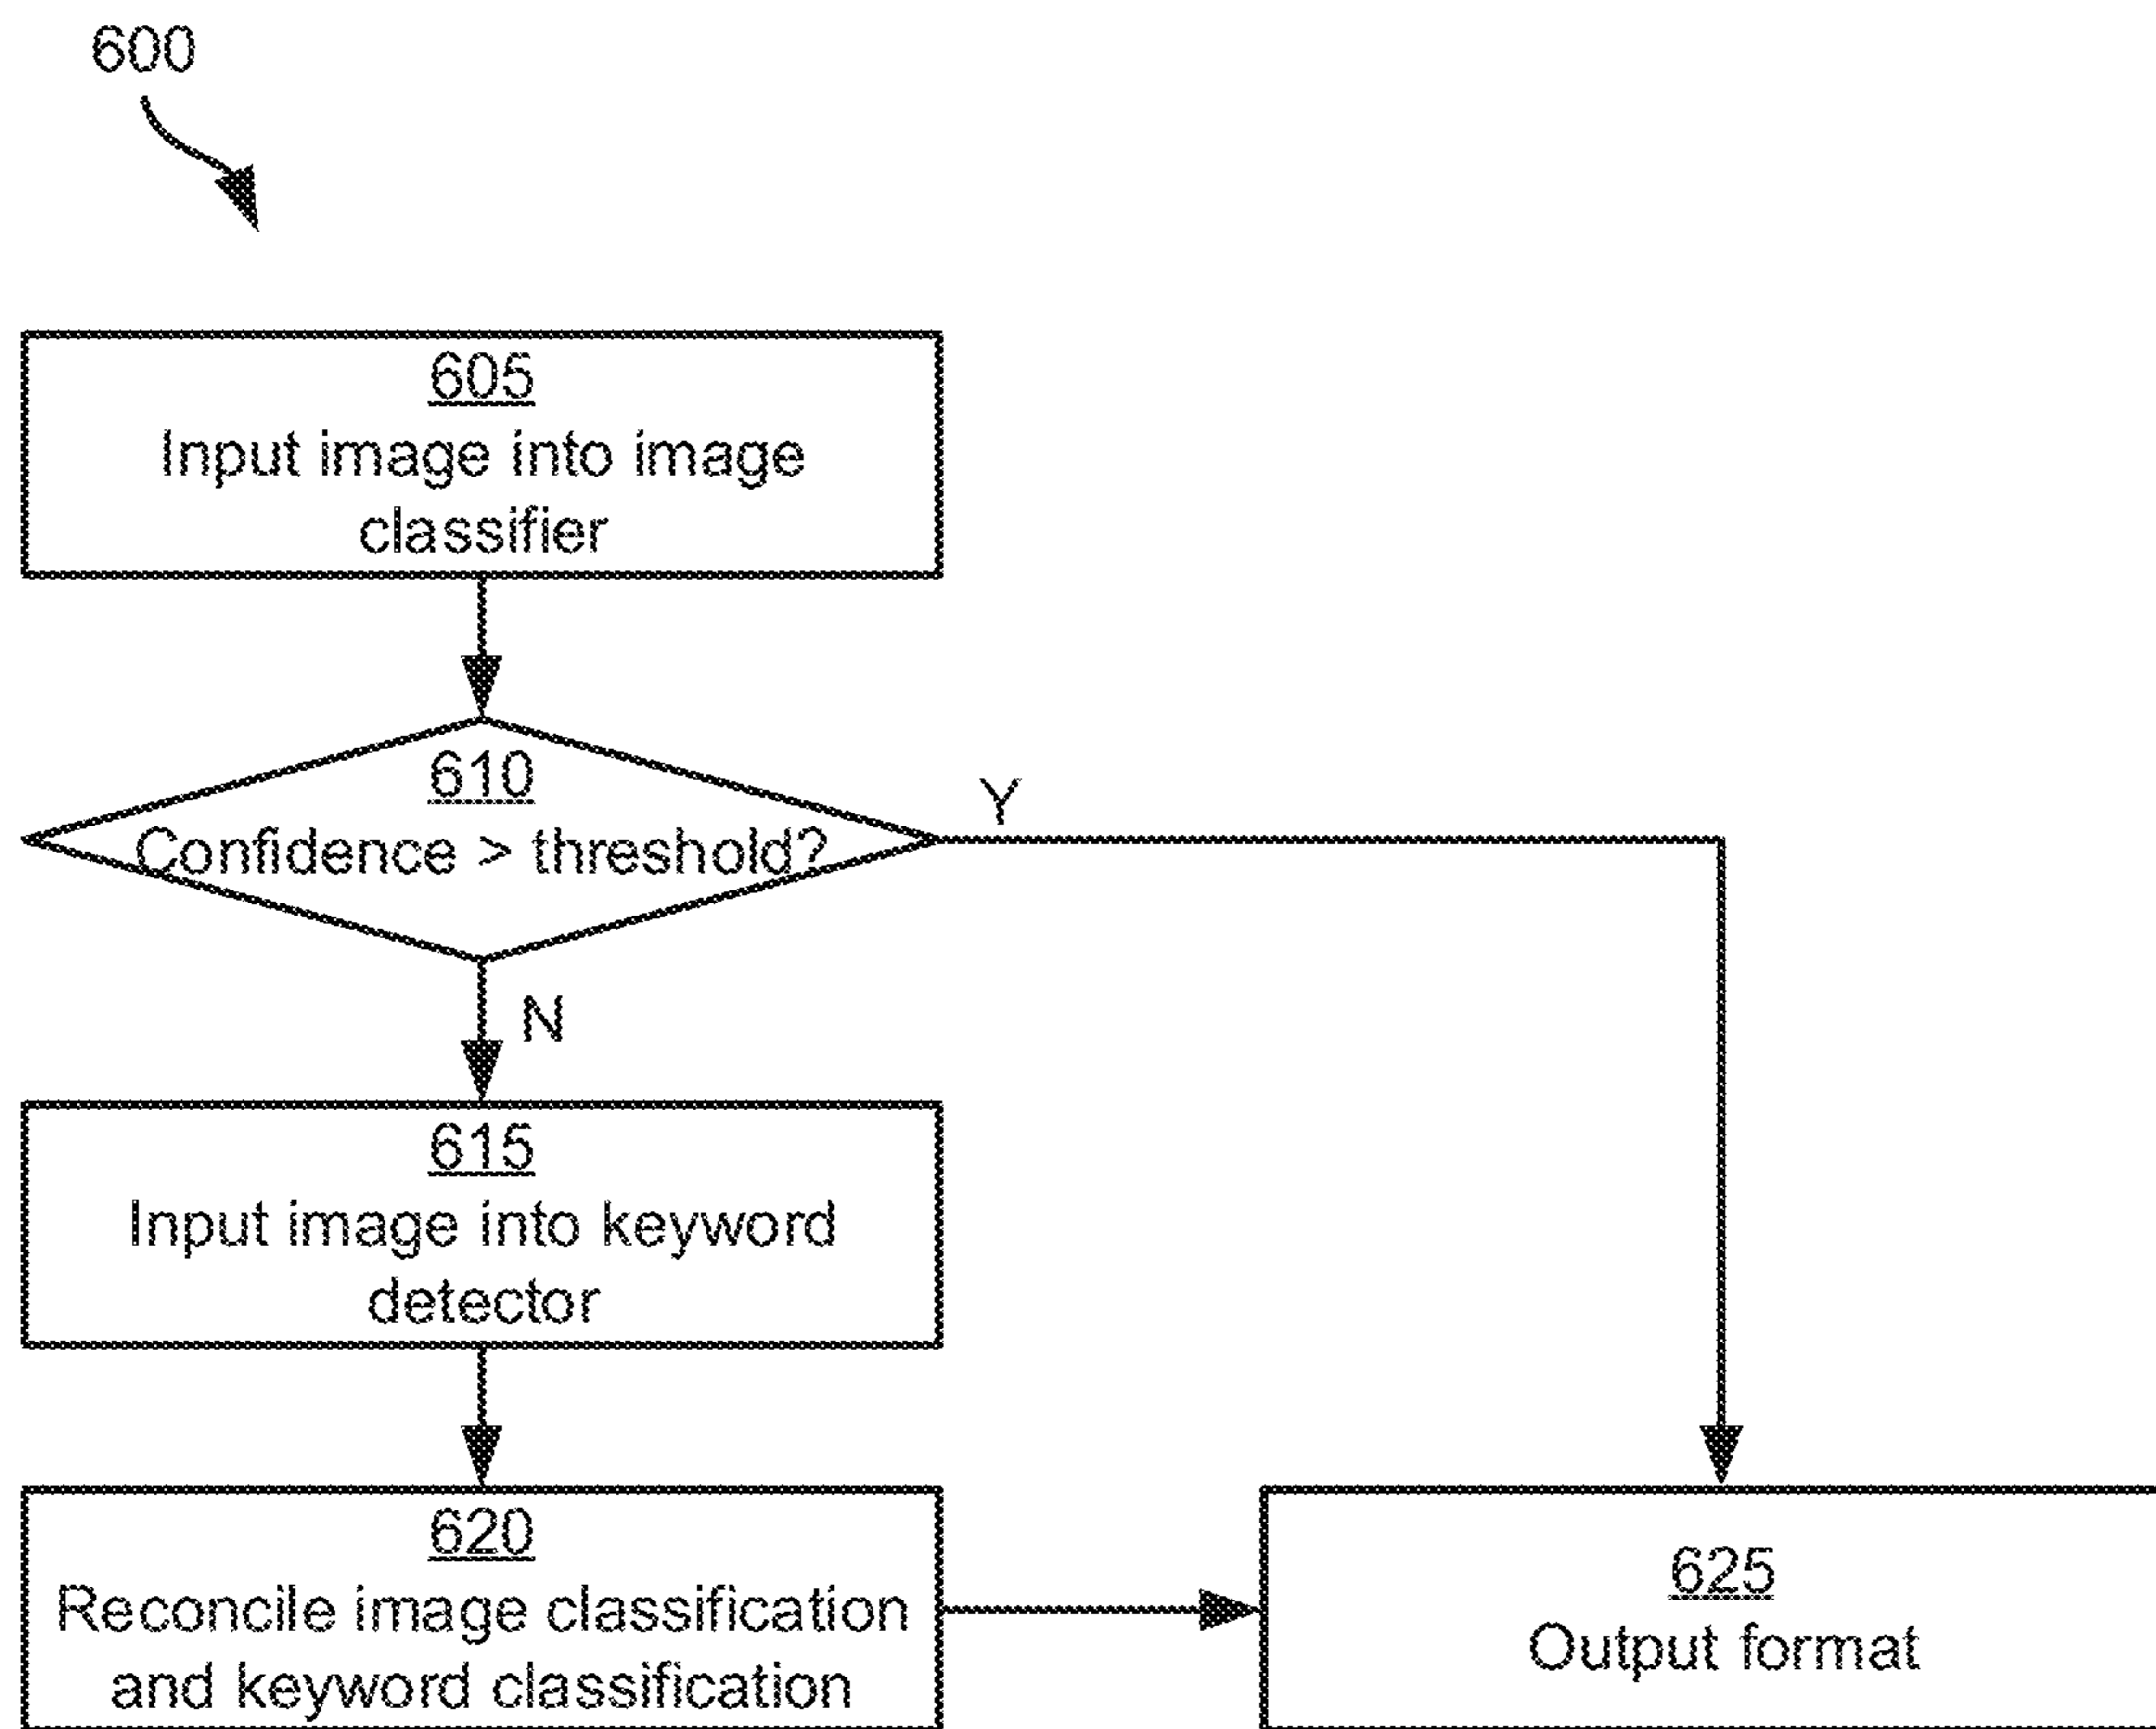 600
605
Input image into image
classifier
610
Confidence > threshold?
Y
N
615
Input image into keyword
detector
620
Reconcile image classification
and keyword classification
625
Output format